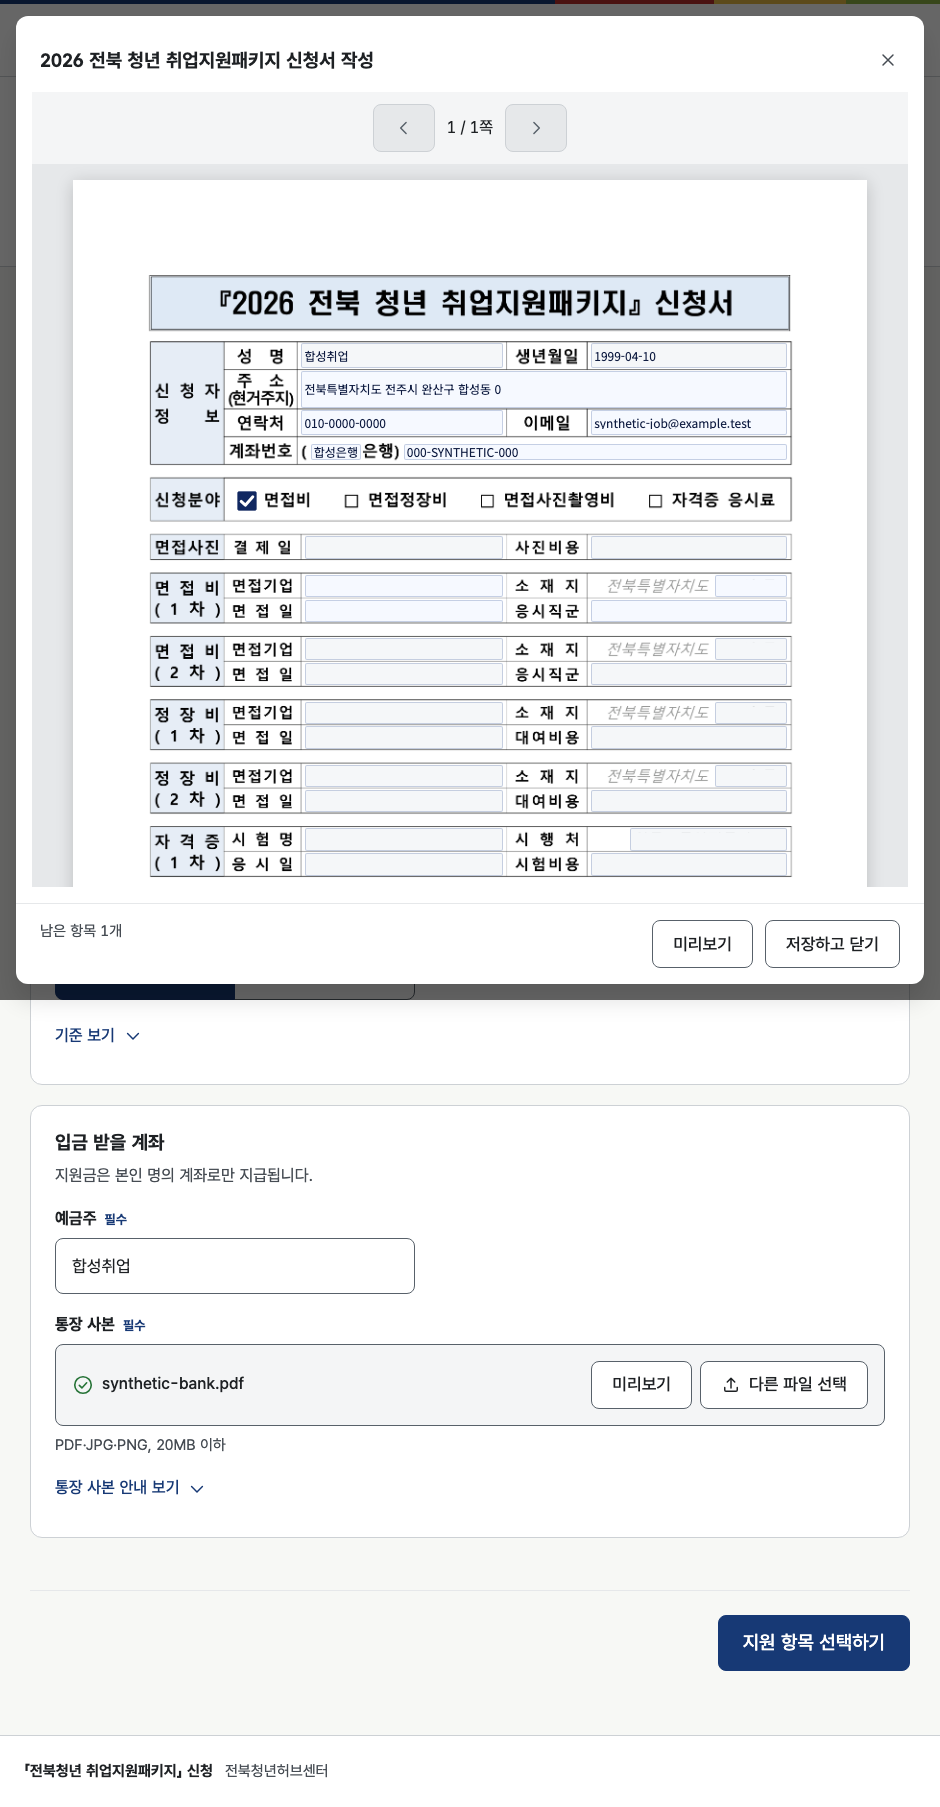 2026 전북 청년 취업지원패키지 신청서 작성
1 / 1쪽
『2026 전북 청년 취업지원패키지』 신청서
신 청 자 정 보
성 명 합성취업 생년월일 1999-04-10
주 소 (현거주지) 전북특별자치도 전주시 완산구 합성동 0
연락처 010-0000-0000 이메일 synthetic-job@example.test
계좌번호 ( 합성은행 은행) 000-SYNTHETIC-000
신청분야 면접비 면접정장비 면접사진촬영비 자격증 응시료
면접사진 결 제 일 사진비용
면 접 비 ( 1 차 ) 면접기업 소 재 지 전북특별자치도
면 접 일 응시직군
면 접 비 ( 2 차 ) 면접기업 소 재 지 전북특별자치도
면 접 일 응시직군
정 장 비 ( 1 차 ) 면접기업 소 재 지 전북특별자치도
면 접 일 대여비용
정 장 비 ( 2 차 ) 면접기업 소 재 지 전북특별자치도
면 접 일 대여비용
자 격 증 ( 1 차 ) 시 험 명 시 행 처
응 시 일 시험비용
남은 항목 1개
미리보기 저장하고 닫기
기준 보기
입금 받을 계좌
지원금은 본인 명의 계좌로만 지급됩니다.
예금주 필수
합성취업
통장 사본 필수
synthetic-bank.pdf 미리보기 다른 파일 선택
PDF·JPG·PNG, 20MB 이하
통장 사본 안내 보기
지원 항목 선택하기
『전북청년 취업지원패키지』 신청 전북청년허브센터